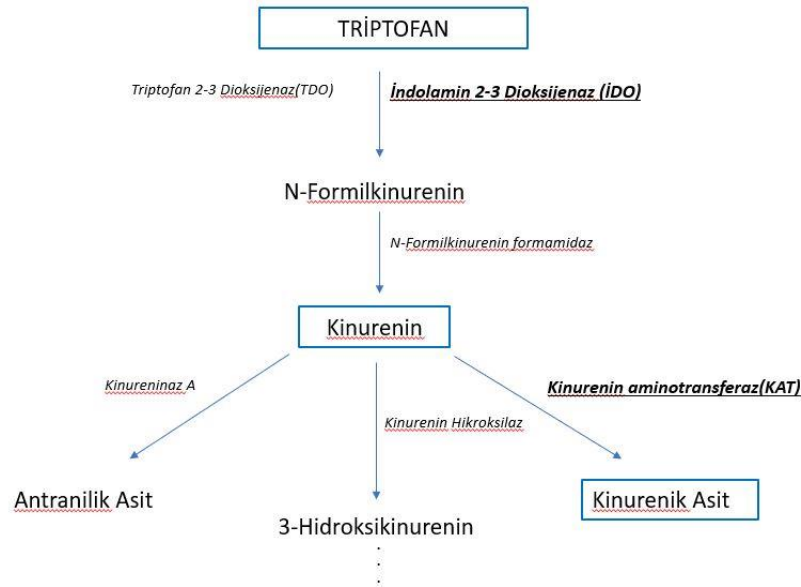 TRİPTOFAN
Triptofan 2-3 Dioksijenaz(TDO)
İndolamin 2-3 Dioksijenaz (İDO)
N-Formilkinurenin
N-Formilkinurenin formamidaz
Kinurenin
Kinureninaz A
Kinurenin Hikroksilaz
Kinurenin aminotransferaz(KAT)
Antranilik Asit
3-Hidroksikinurenin
Kinurenik Asit